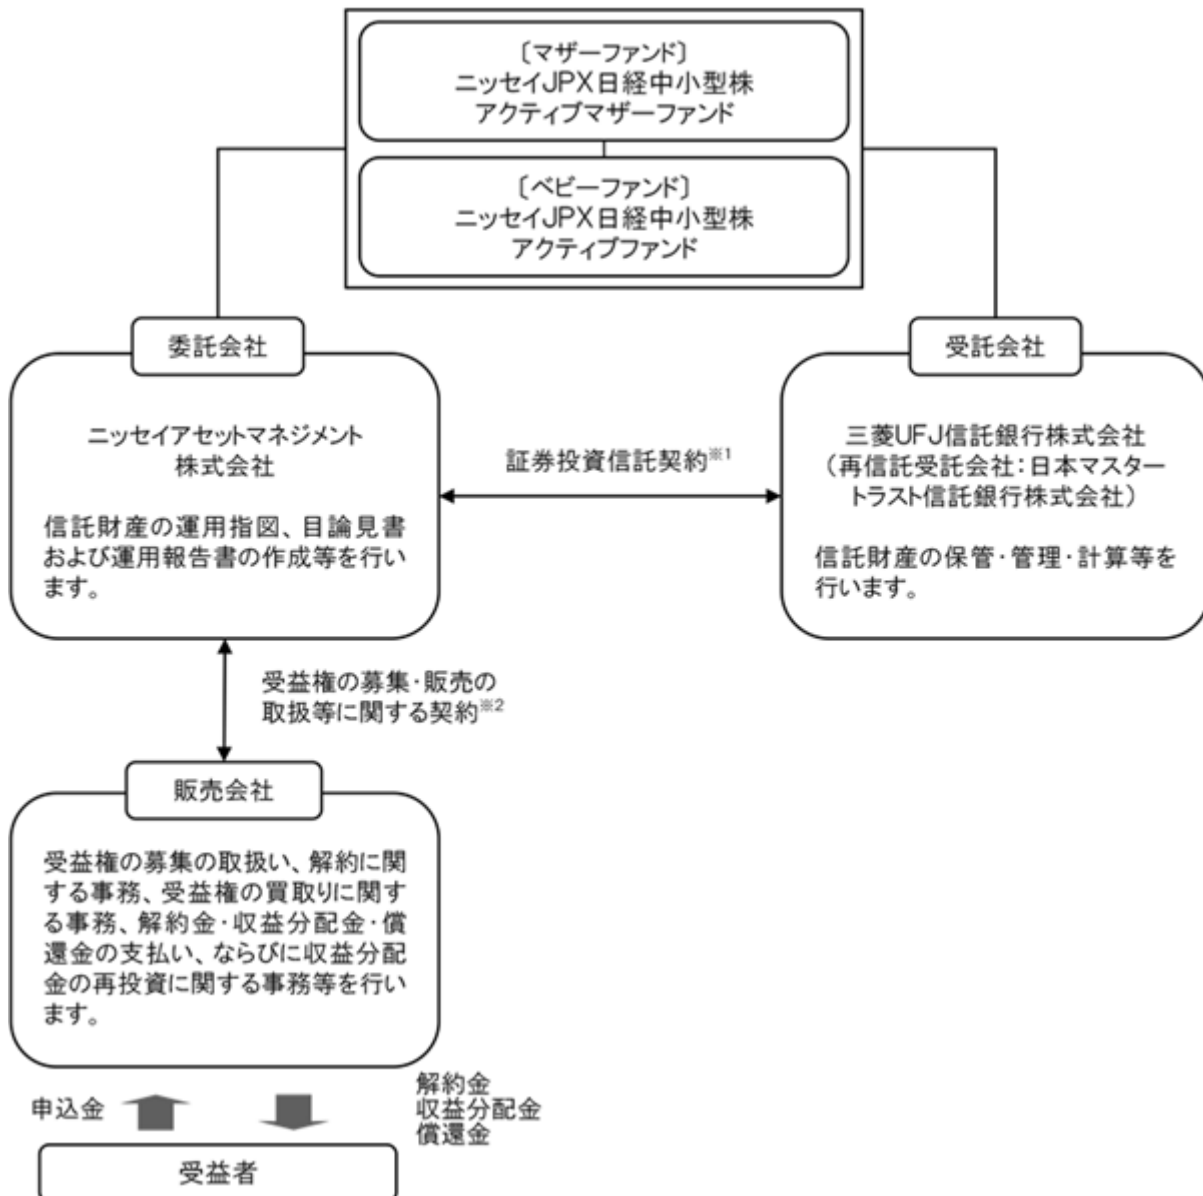 〔マザーファンド〕
ニッセイJPX日経中小型株
アクティブマザーファンド
〔ベビーファンド〕
ニッセイJPX日経中小型株
アクティブファンド
委託会社
ニッセイアセットマネジメント
株式会社
信託財産の運用指図、目論見書
および運用報告書の作成等を行い
ます。
証券投資信託契約※1
受託会社
三菱UFJ信託銀行株式会社
（再信託受託会社：日本マスター
トラスト信託銀行株式会社）
信託財産の保管・管理・計算等を
行います。
受益権の募集・販売の
取扱等に関する契約※2
販売会社
受益権の募集の取扱い、解約に関
する事務、受益権の買取りに関す
る事務、解約金・収益分配金・償
還金の支払い、ならびに収益分配
金の再投資に関する事務等を行い
ます。
申込金
解約金
収益分配金
償還金
受益者